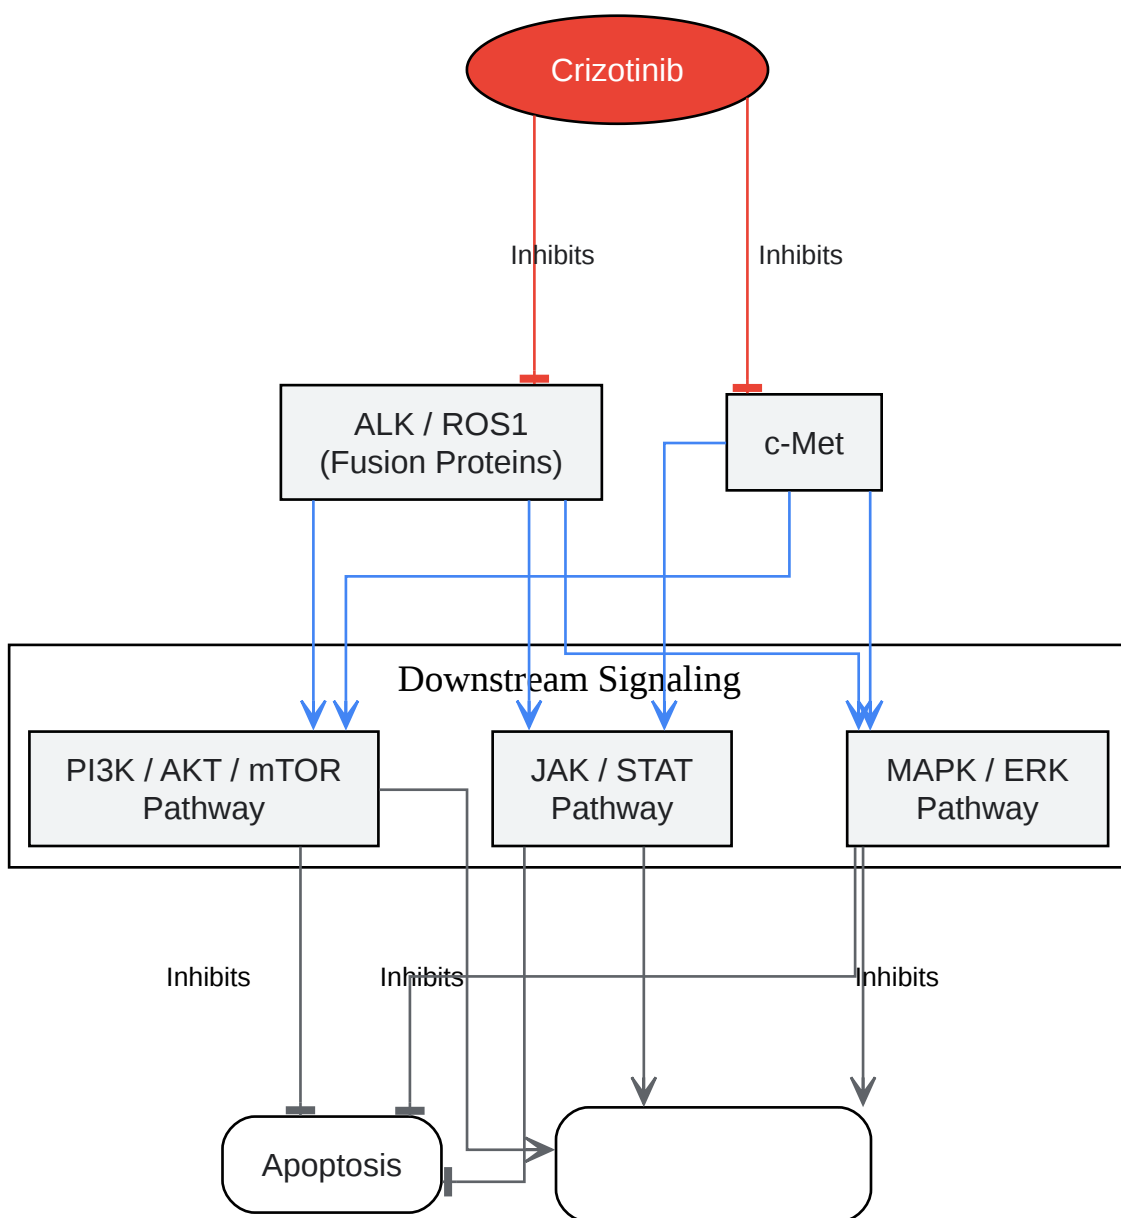 Crizotinib
Inhibits
Inhibits
ALK / ROS1
(Fusion Proteins)
c-Met
Downstream Signaling
PI3K / AKT / mTOR
Pathway
JAK / STAT
Pathway
MAPK / ERK
Pathway
Inhibits
Inhibits
Inhibits
Apoptosis